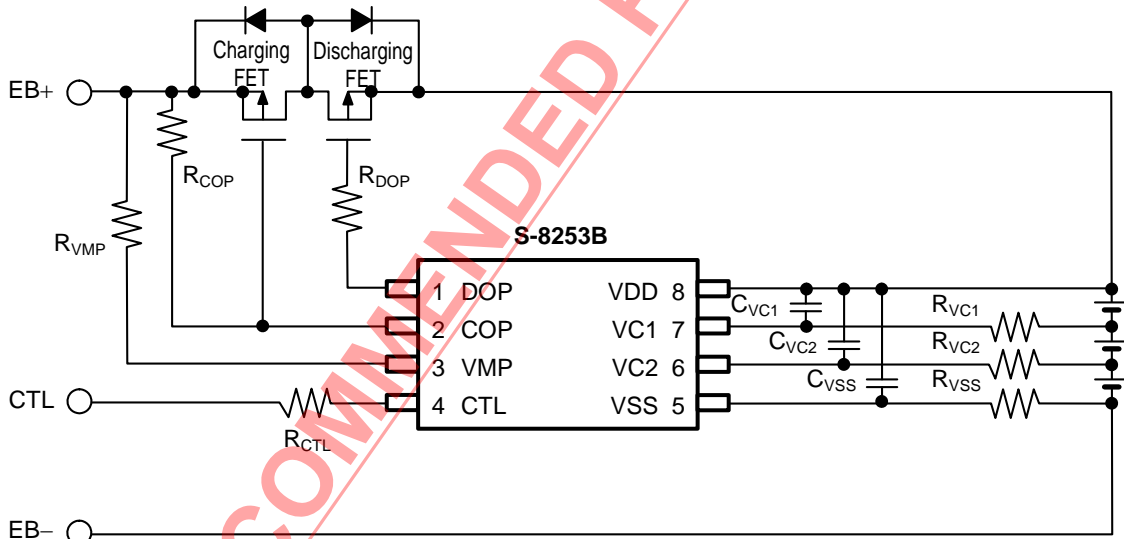 Charging
FET
Discharging
FET
EB+
RCOP
RDOP
RVMP
S-8253B
1 DOP
VDD 8
2 COP
VC1 7
3 VMP
VC2 6
4 CTL
VSS 5
CVC1
RVC1
CVC2
RVC2
CVSS
RVSS
CTL
RCTL
EB−
COMMENDED